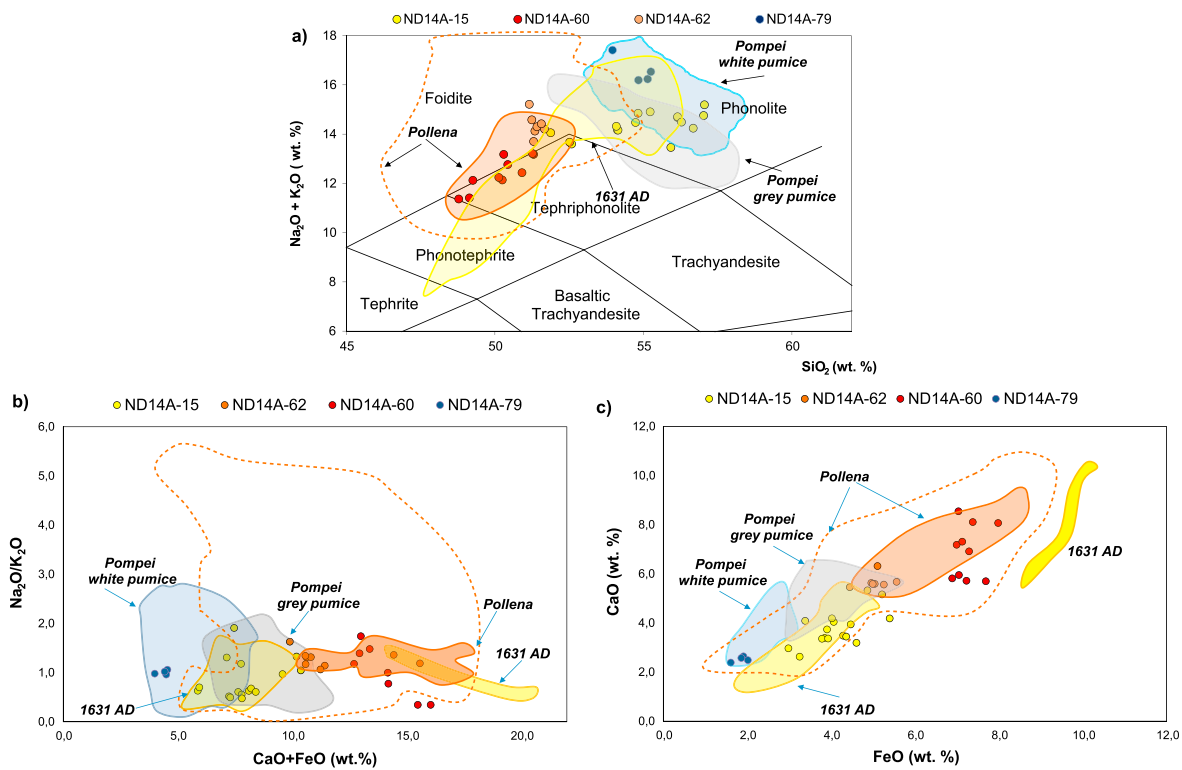 ND14A-15 ND14A-60 ND14A-62 ND14A-79
a)
18
16
14
12
10
8
6
Na₂O + K₂O ( wt. %)
Pompei
white pumice
Foidite
Phonolite
Pollena
Pompei
grey pumice
1631 AD
Tephriphonolite
Phonotephrite
Trachyandesite
Tephrite
Basaltic
Trachyandesite
45 50 55 60
SiO₂ (wt. %)
b)
ND14A-15 ND14A-62 ND14A-60 ND14A-79
6,0
5,0
4,0
3,0
2,0
1,0
0,0
Na₂O/K₂O
Pompei
white pumice
Pompei
grey pumice
Pollena
1631 AD
1631 AD
0,0 5,0 10,0 15,0 20,0
CaO+FeO (wt.%)
c)
ND14A-15 ND14A-62 ND14A-60 ND14A-79
12,0
10,0
8,0
6,0
4,0
2,0
0,0
CaO (wt. %)
Pollena
Pompei
grey pumice
Pompei
white pumice
1631 AD
1631 AD
0,0 2,0 4,0 6,0 8,0 10,0 12,0
FeO (wt. %)